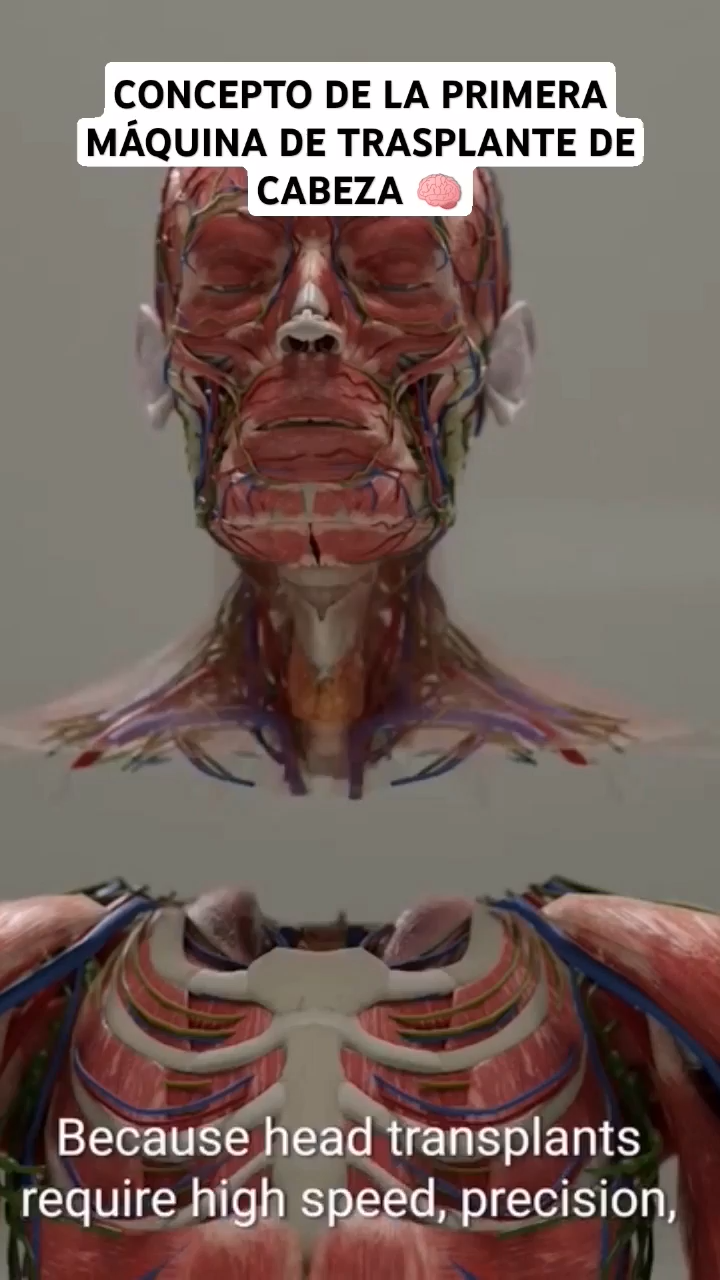 CONCEPTO DE LA PRIMERA
MÁQUINA DE TRASPLANTE DE
CABEZA 🧠
Because head transplants
require high speed, precision,